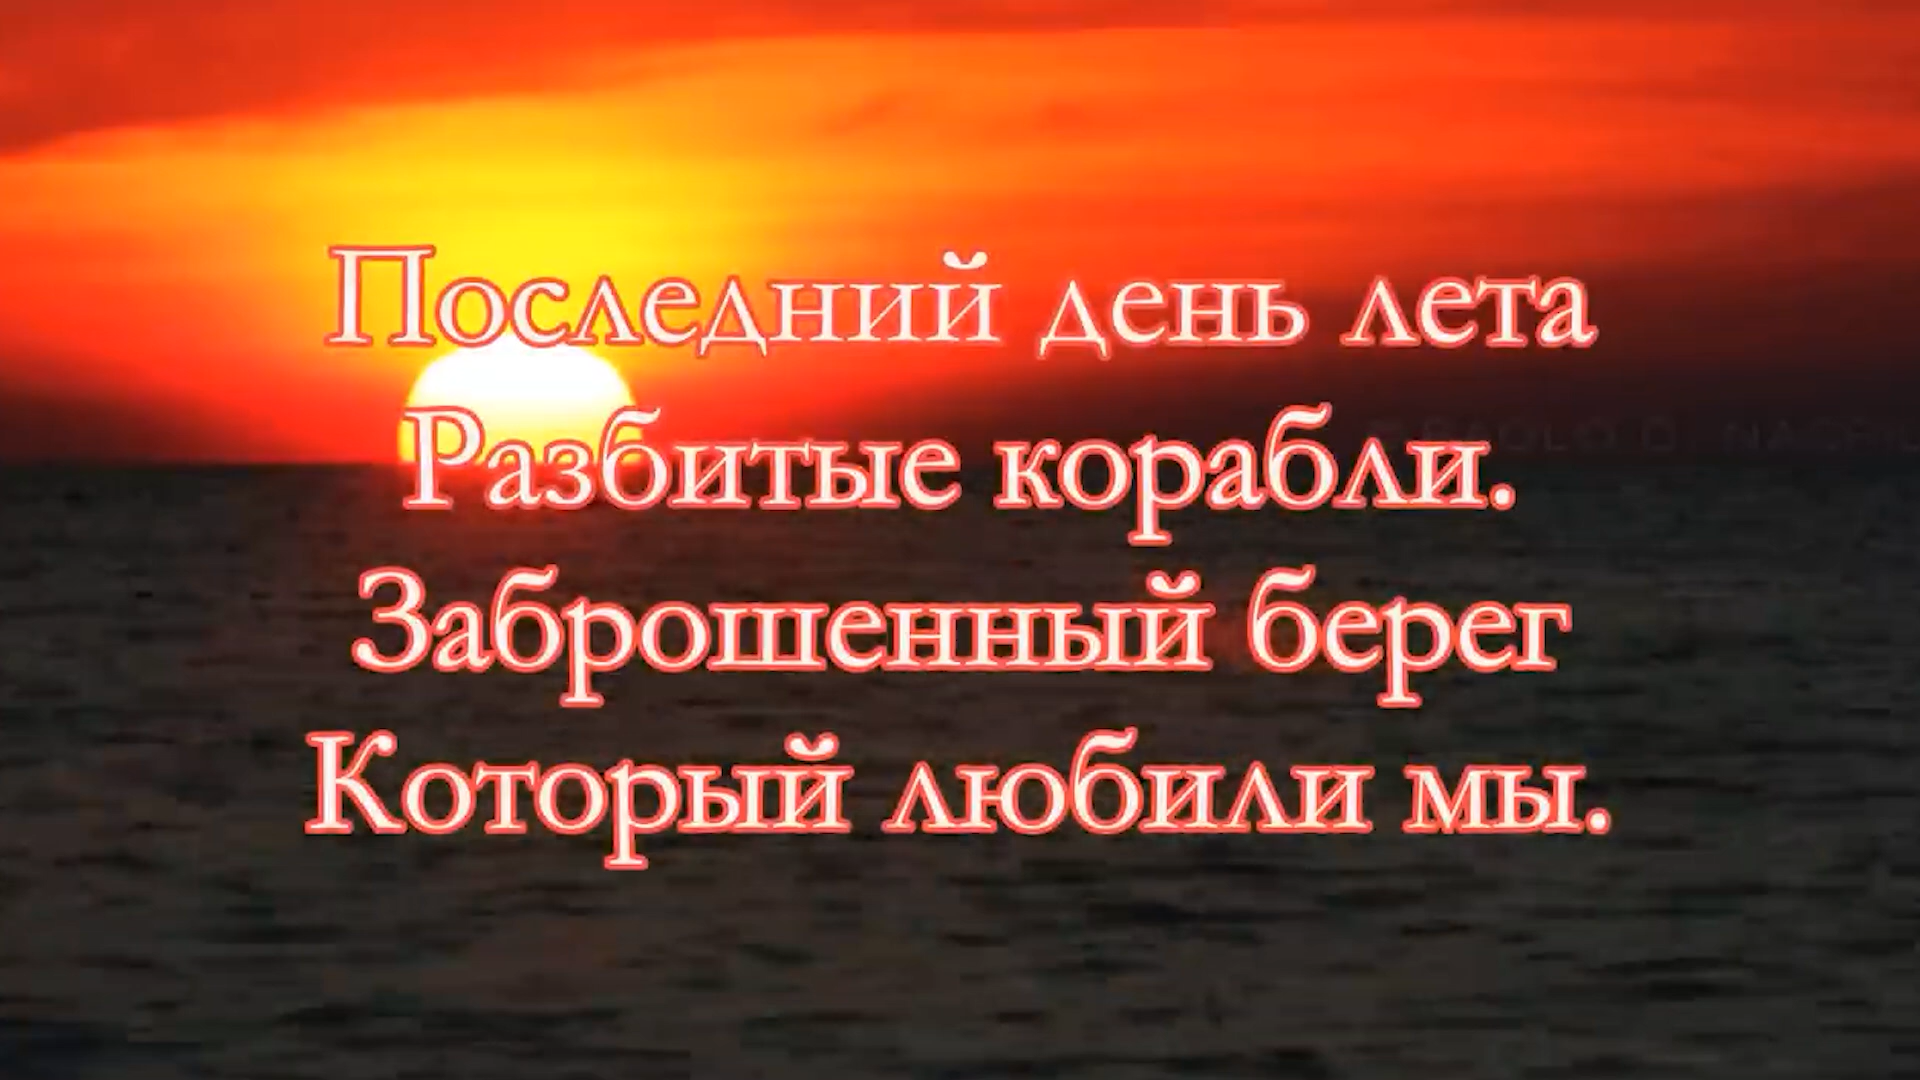 Последний день лета
Разбитые корабли.
Заброшенный берег
Который любили мы.